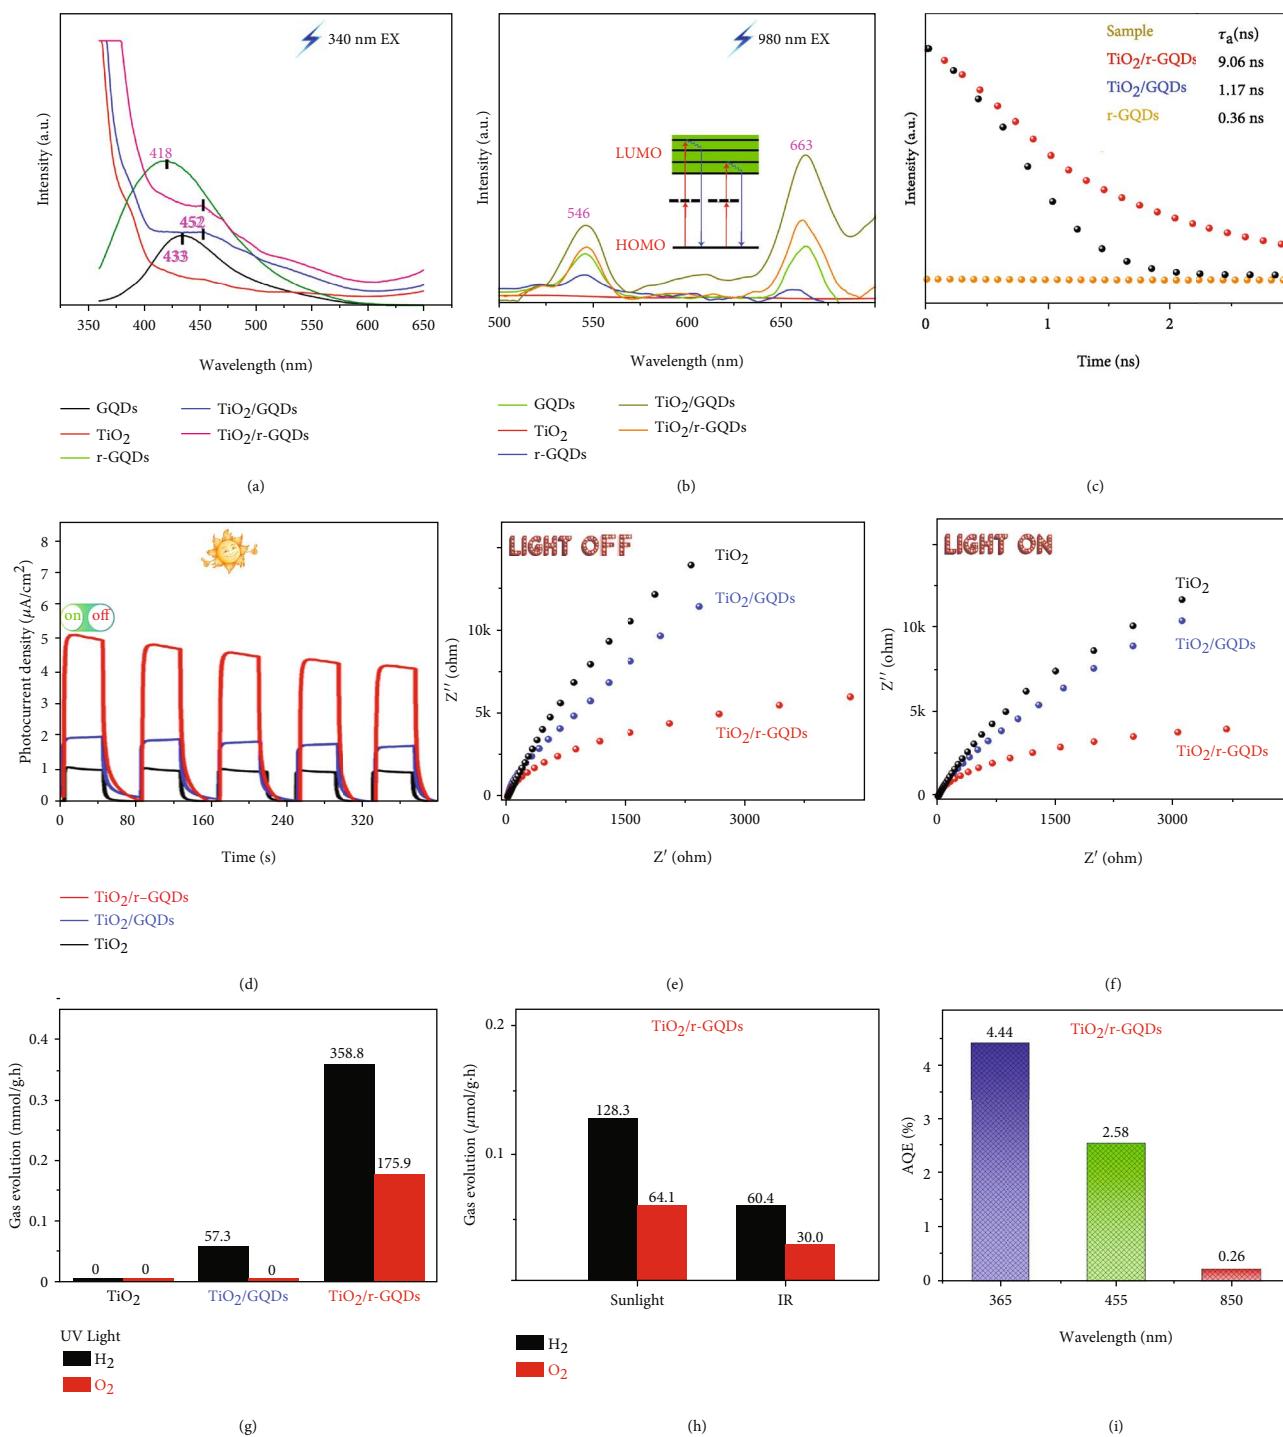 340 nm EX
418
452
433
Intensity (a.u.)
350 400 450 500 550 600 650
Wavelength (nm)
GQDs
TiO2
r-GQDs
TiO2/GQDs
TiO2/r-GQDs
(a)
980 nm EX
LUMO
HOMO
546
663
Intensity (a.u.)
500 550 600 650
Wavelength (nm)
GQDs
TiO2
r-GQDs
TiO2/GQDs
TiO2/r-GQDs
(b)
Sample τa(ns)
TiO2/r-GQDs 9.06 ns
TiO2/GQDs 1.17 ns
r-GQDs 0.36 ns
Intensity (a.u.)
0 1 2
Time (ns)
(c)
8
7
6
5
4
3
2
1
0
on off
Photocurrent density (μA/cm2)
0 80 160 240 320
Time (s)
TiO2/r–GQDs
TiO2/GQDs
TiO2
(d)
LIGHT OFF
TiO2
TiO2/GQDs
TiO2/r-GQDs
10k
5k
0
Z′′ (ohm)
0 1500 3000
Z′ (ohm)
(e)
LIGHT ON
TiO2
TiO2/GQDs
TiO2/r-GQDs
10k
5k
0
Z′′ (ohm)
0 1500 3000
Z′ (ohm)
(f)
0.4
0.3
0.2
0.1
0
Gas evolution (mmol/g.h)
0 0
57.3 0
358.8
175.9
TiO2 TiO2/GQDs TiO2/r-GQDs
UV Light
H2
O2
(g)
TiO2/r-GQDs
0.2
0.1
Gas evolution (μmol/g·h)
128.3
64.1
60.4
30.0
Sunlight IR
H2
O2
(h)
TiO2/r-GQDs
4
3
2
1
0
AQE (%)
4.44
2.58
0.26
365 455 850
Wavelength (nm)
(i)